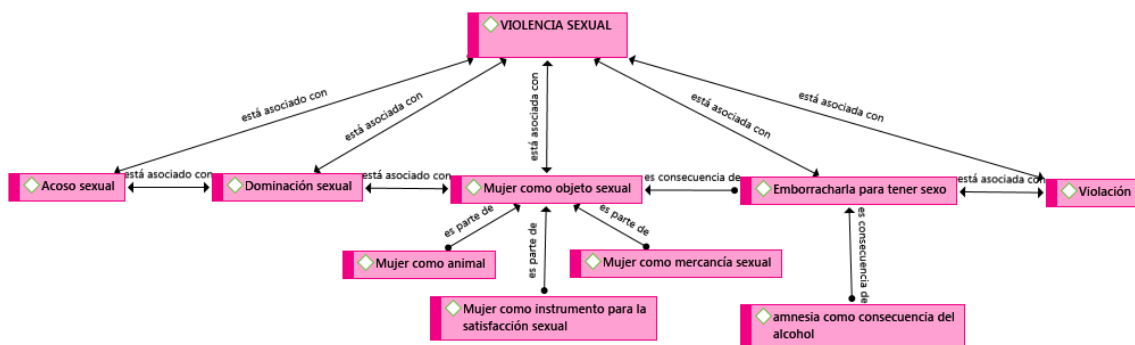 VIOLENCIA SEXUAL
está asociado con
está asociada con
está asociada con
está asociada con
está asociada con
Acoso sexual
está asociado con
Dominación sexual
está asociado con
Mujer como objeto sexual
es consecuencia de
Emborracharla para tener sexo
está asociada con
Violación
es parte de
es parte de
es parte de
es consecuencia de
Mujer como animal
Mujer como mercancía sexual
Mujer como instrumento para la
satisfacción sexual
amnesia como consecuencia del
alcohol